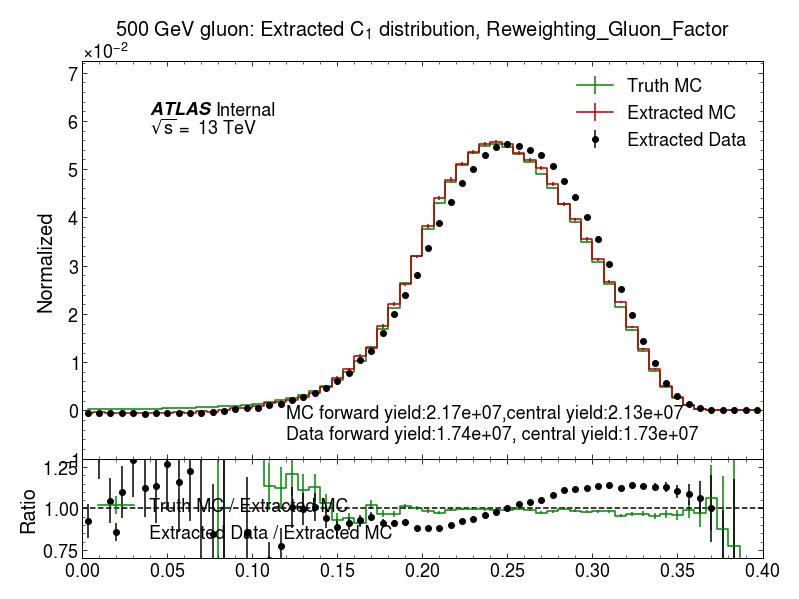 500 GeV gluon: Extracted C₁ distribution, Reweighting_Gluon_Factor
×10⁻²
7
6
5
4
3
2
1
0
1
Normalized
ATLAS Internal
√s = 13 TeV
Truth MC
Extracted MC
Extracted Data
MC forward yield:2.17e+07,central yield:2.13e+07
Data forward yield:1.74e+07, central yield:1.73e+07
1.25
1.00
0.75
Ratio
Truth MC / Extracted MC
Extracted Data / Extracted MC
0.00 0.05 0.10 0.15 0.20 0.25 0.30 0.35 0.40